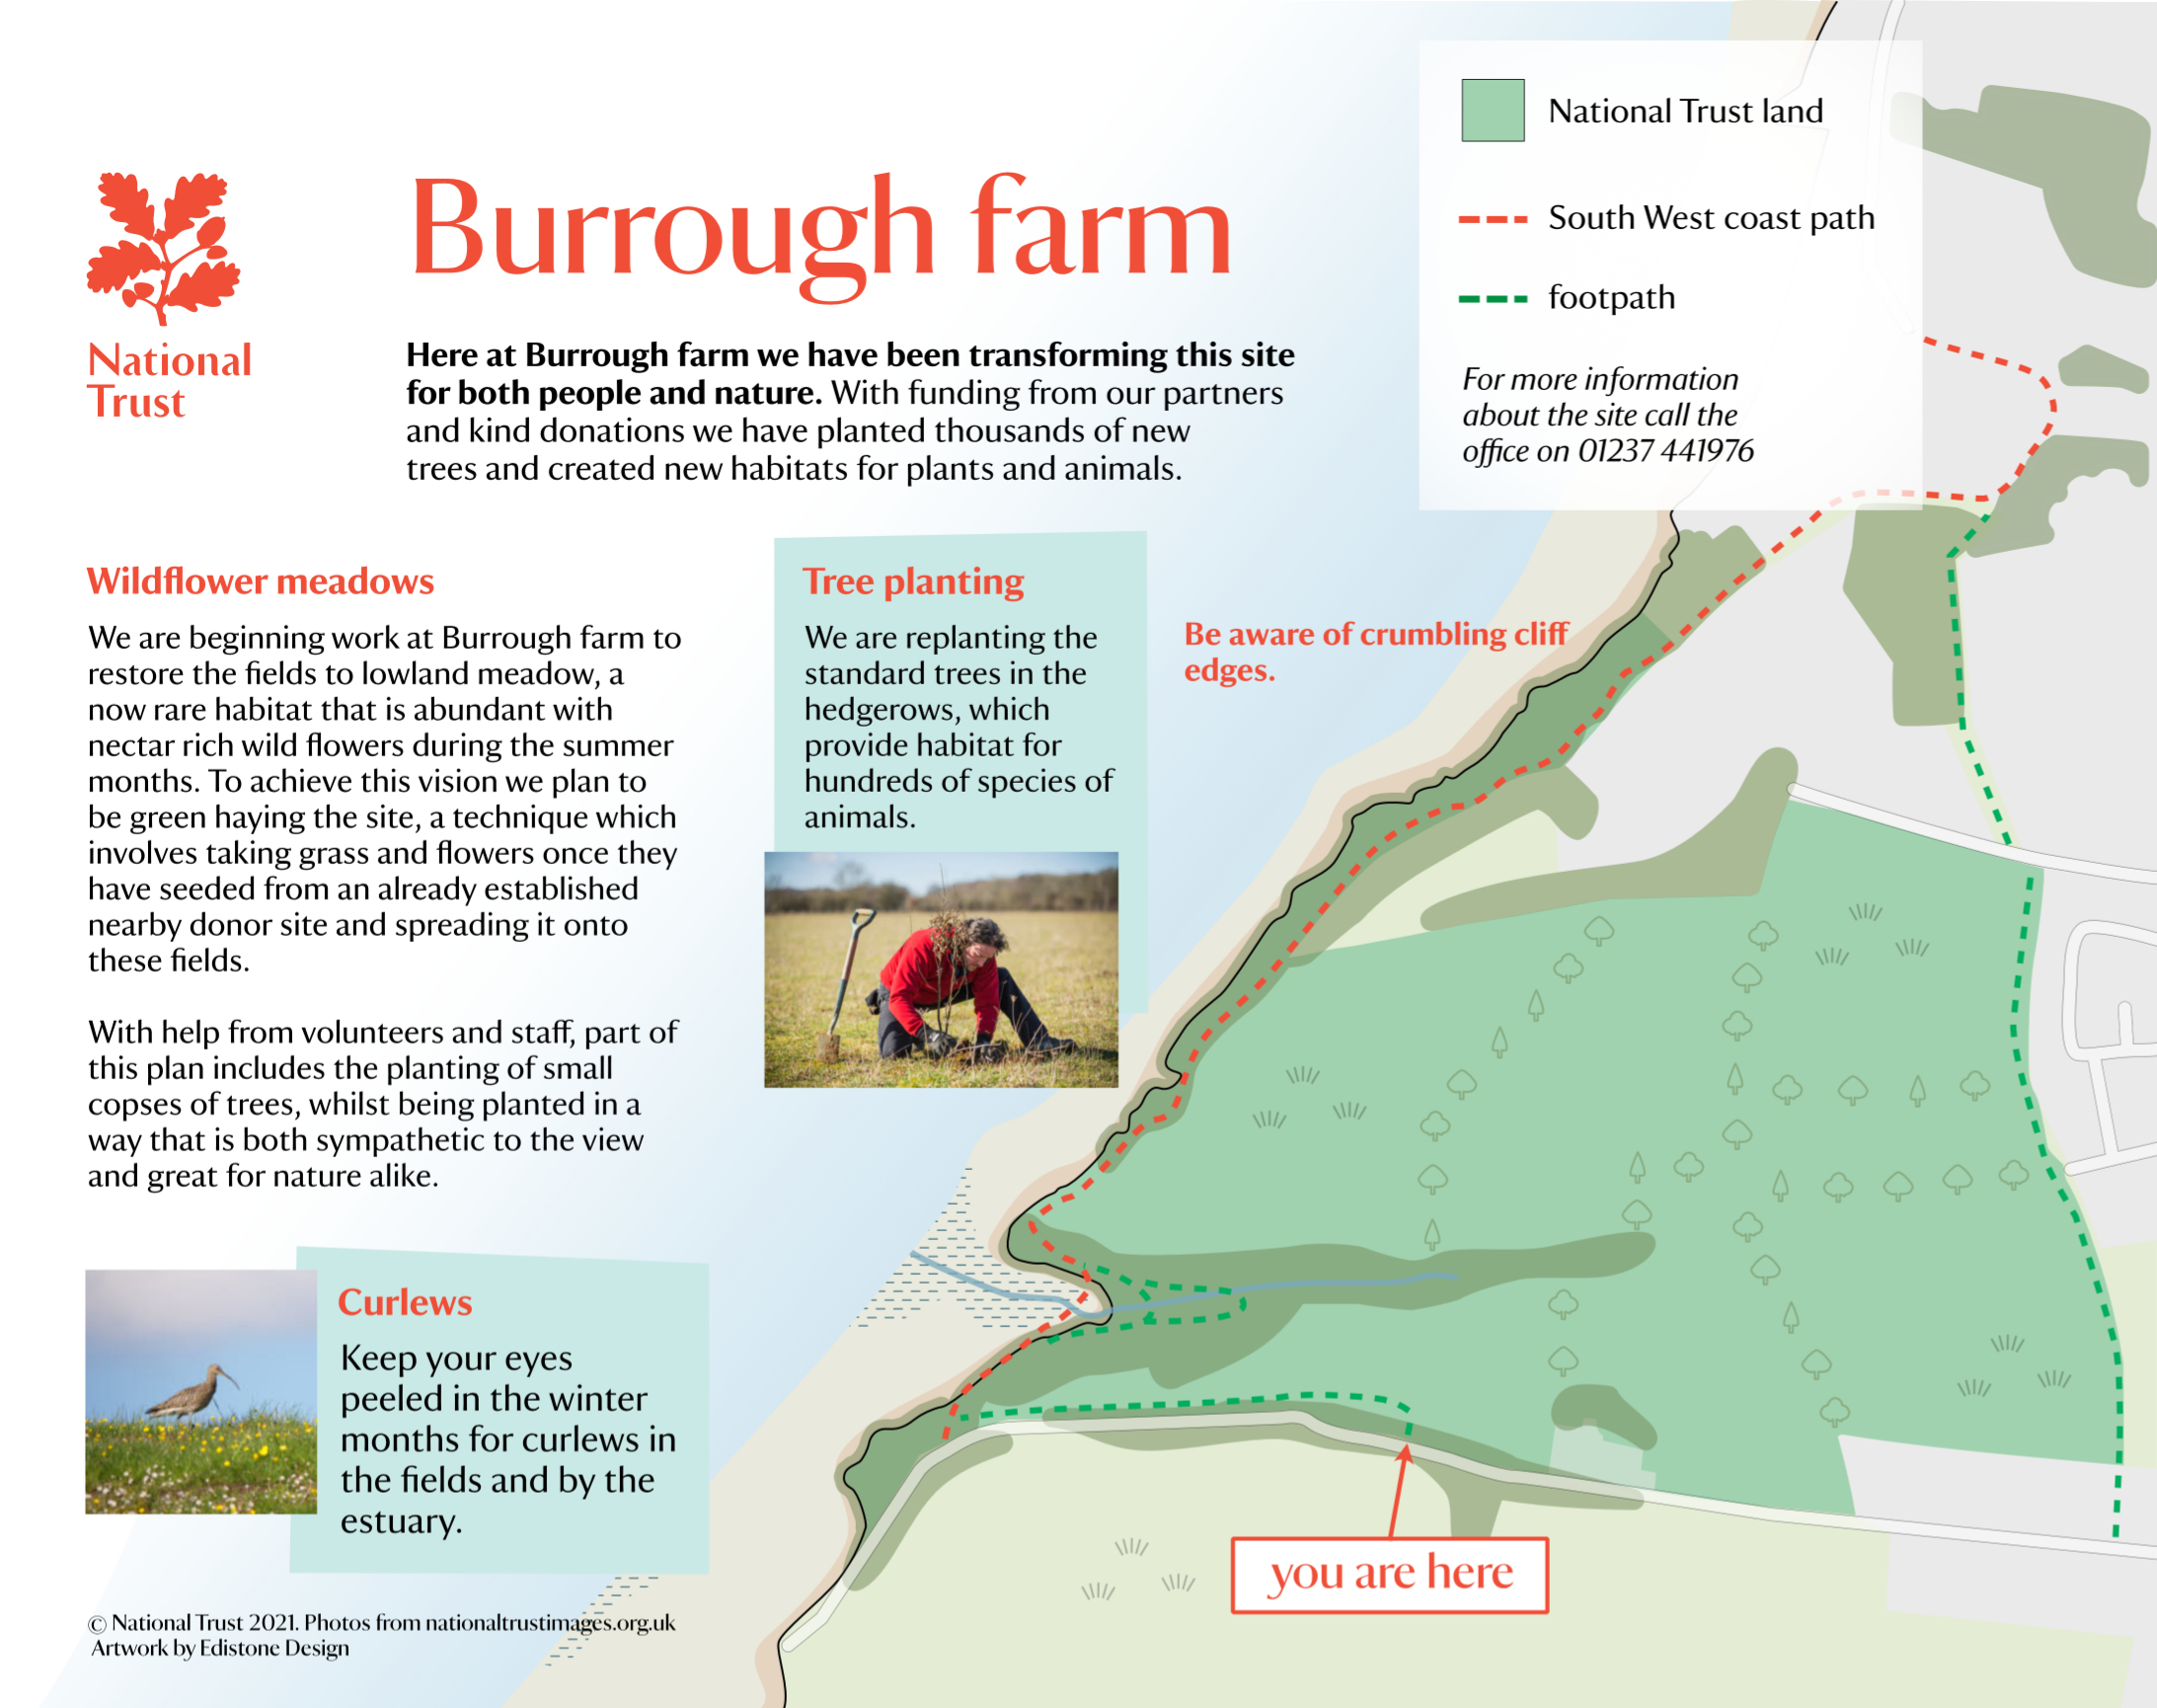 National
Trust
Burrough farm
Here at Burrough farm we have been transforming this site
for both people and nature. With funding from our partners
and kind donations we have planted thousands of new
trees and created new habitats for plants and animals.
National Trust land
South West coast path
footpath
For more information
about the site call the
office on 01237 441976
Wildflower meadows
We are beginning work at Burrough farm to
restore the fields to lowland meadow, a
now rare habitat that is abundant with
nectar rich wild flowers during the summer
months. To achieve this vision we plan to
be green haying the site, a technique which
involves taking grass and flowers once they
have seeded from an already established
nearby donor site and spreading it onto
these fields.
With help from volunteers and staff, part of
this plan includes the planting of small
copses of trees, whilst being planted in a
way that is both sympathetic to the view
and great for nature alike.
Tree planting
We are replanting the
standard trees in the
hedgerows, which
provide habitat for
hundreds of species of
animals.
Be aware of crumbling cliff
edges.
Curlews
Keep your eyes
peeled in the winter
months for curlews in
the fields and by the
estuary.
you are here
© National Trust 2021. Photos from nationaltrustimages.org.uk
Artwork by Edistone Design